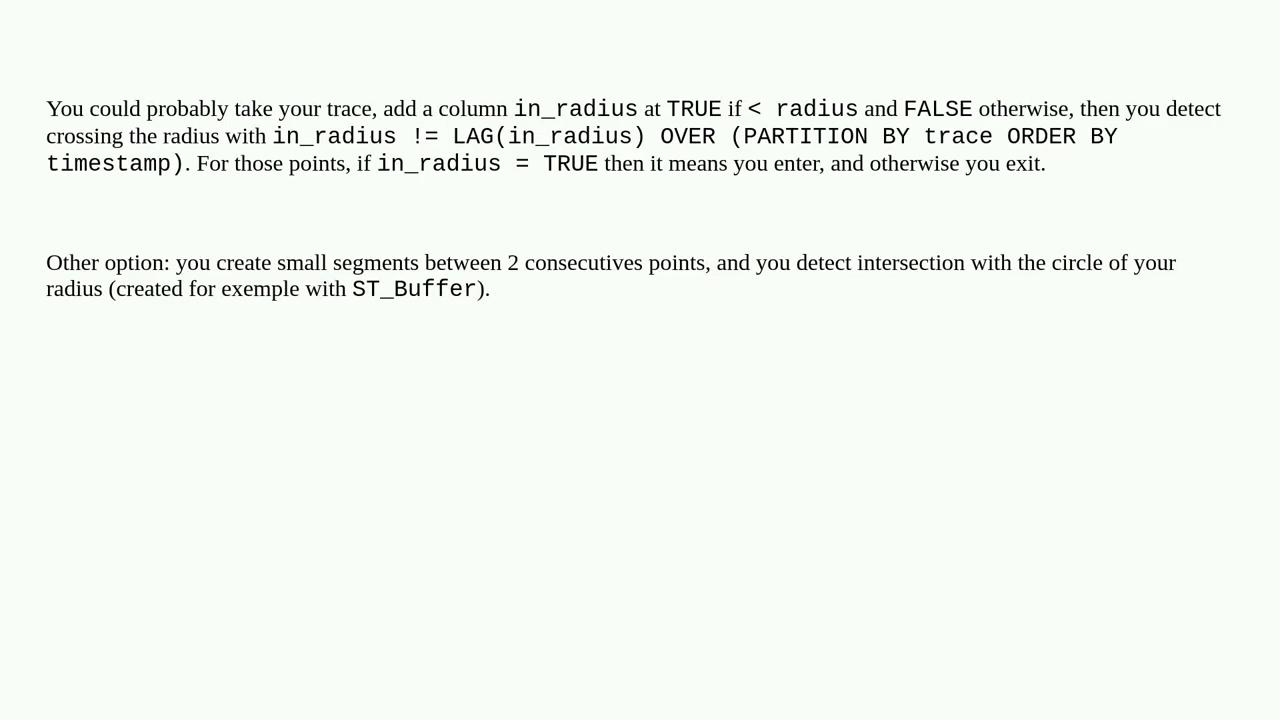 You could probably take your trace, add a column in_radius at TRUE if < radius and FALSE otherwise, then you detect
crossing the radius with in_radius != LAG(in_radius) OVER (PARTITION BY trace ORDER BY
timestamp). For those points, if in_radius = TRUE then it means you enter, and otherwise you exit.
Other option: you create small segments between 2 consecutives points, and you detect intersection with the circle of your
radius (created for exemple with ST_Buffer).